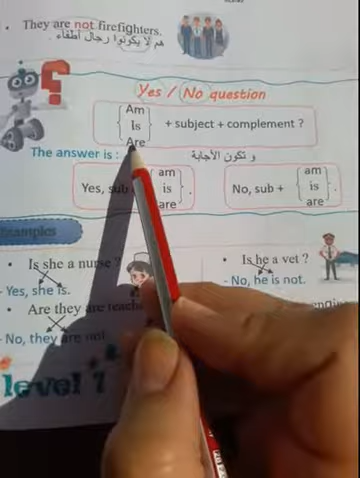 • They are not firefighters.
هم لا يكونوا رجال أطفاء.
Yes / No question
Am
Is + subject + complement ?
Are
The answer is : و تكون الأجابة
Yes, sub am is are .
No, sub + am is are .
Examples
• Is she a nurse ?
- Yes, she is.
• Are they are
- No, they are not
• Is he a vet ?
- No, he is not.
level 1